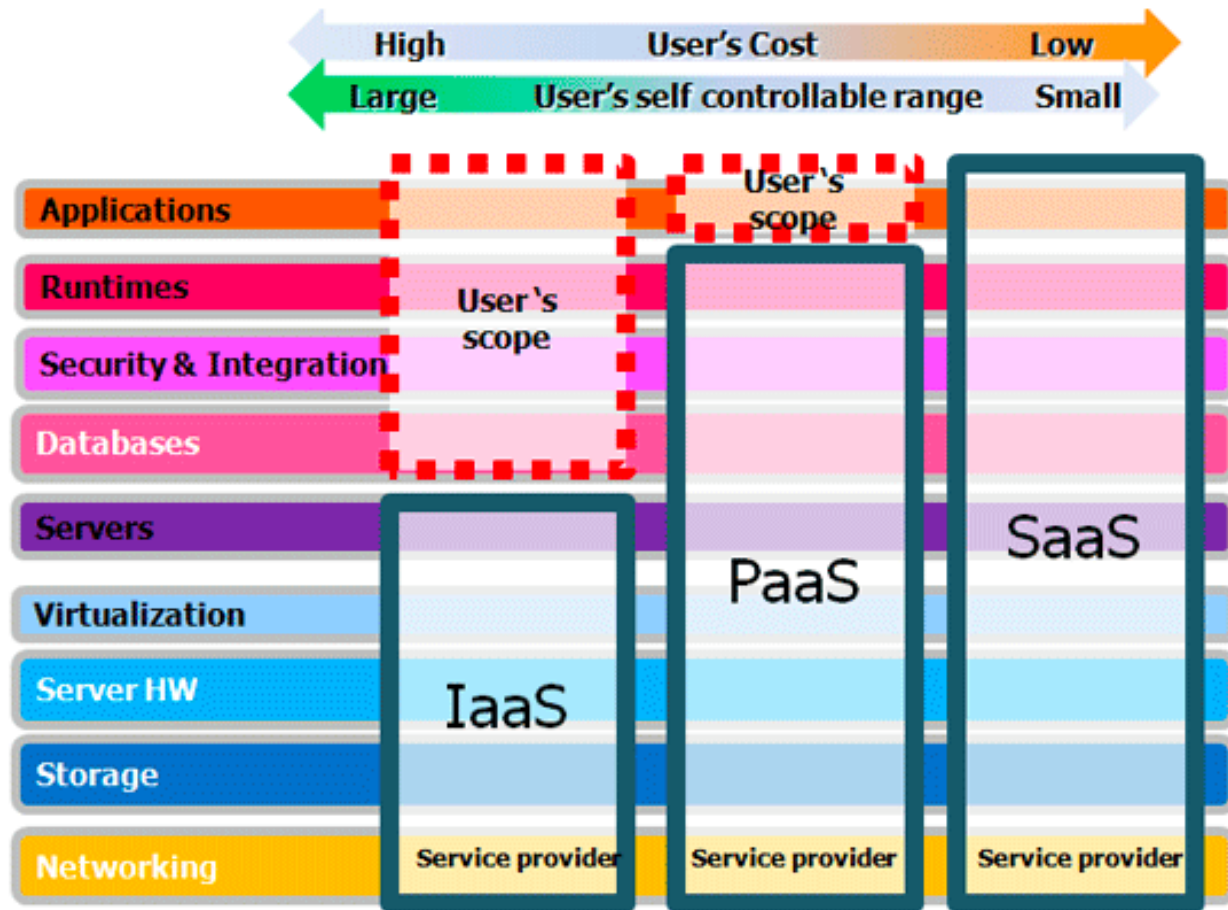 High User's Cost Low
Large User's self controllable range Small
Applications
Runtimes
Security & Integration
Databases
Servers
Virtualization
Server HW
Storage
Networking
User's
scope
IaaS
Service provider
User's
scope
PaaS
Service provider
SaaS
Service provider